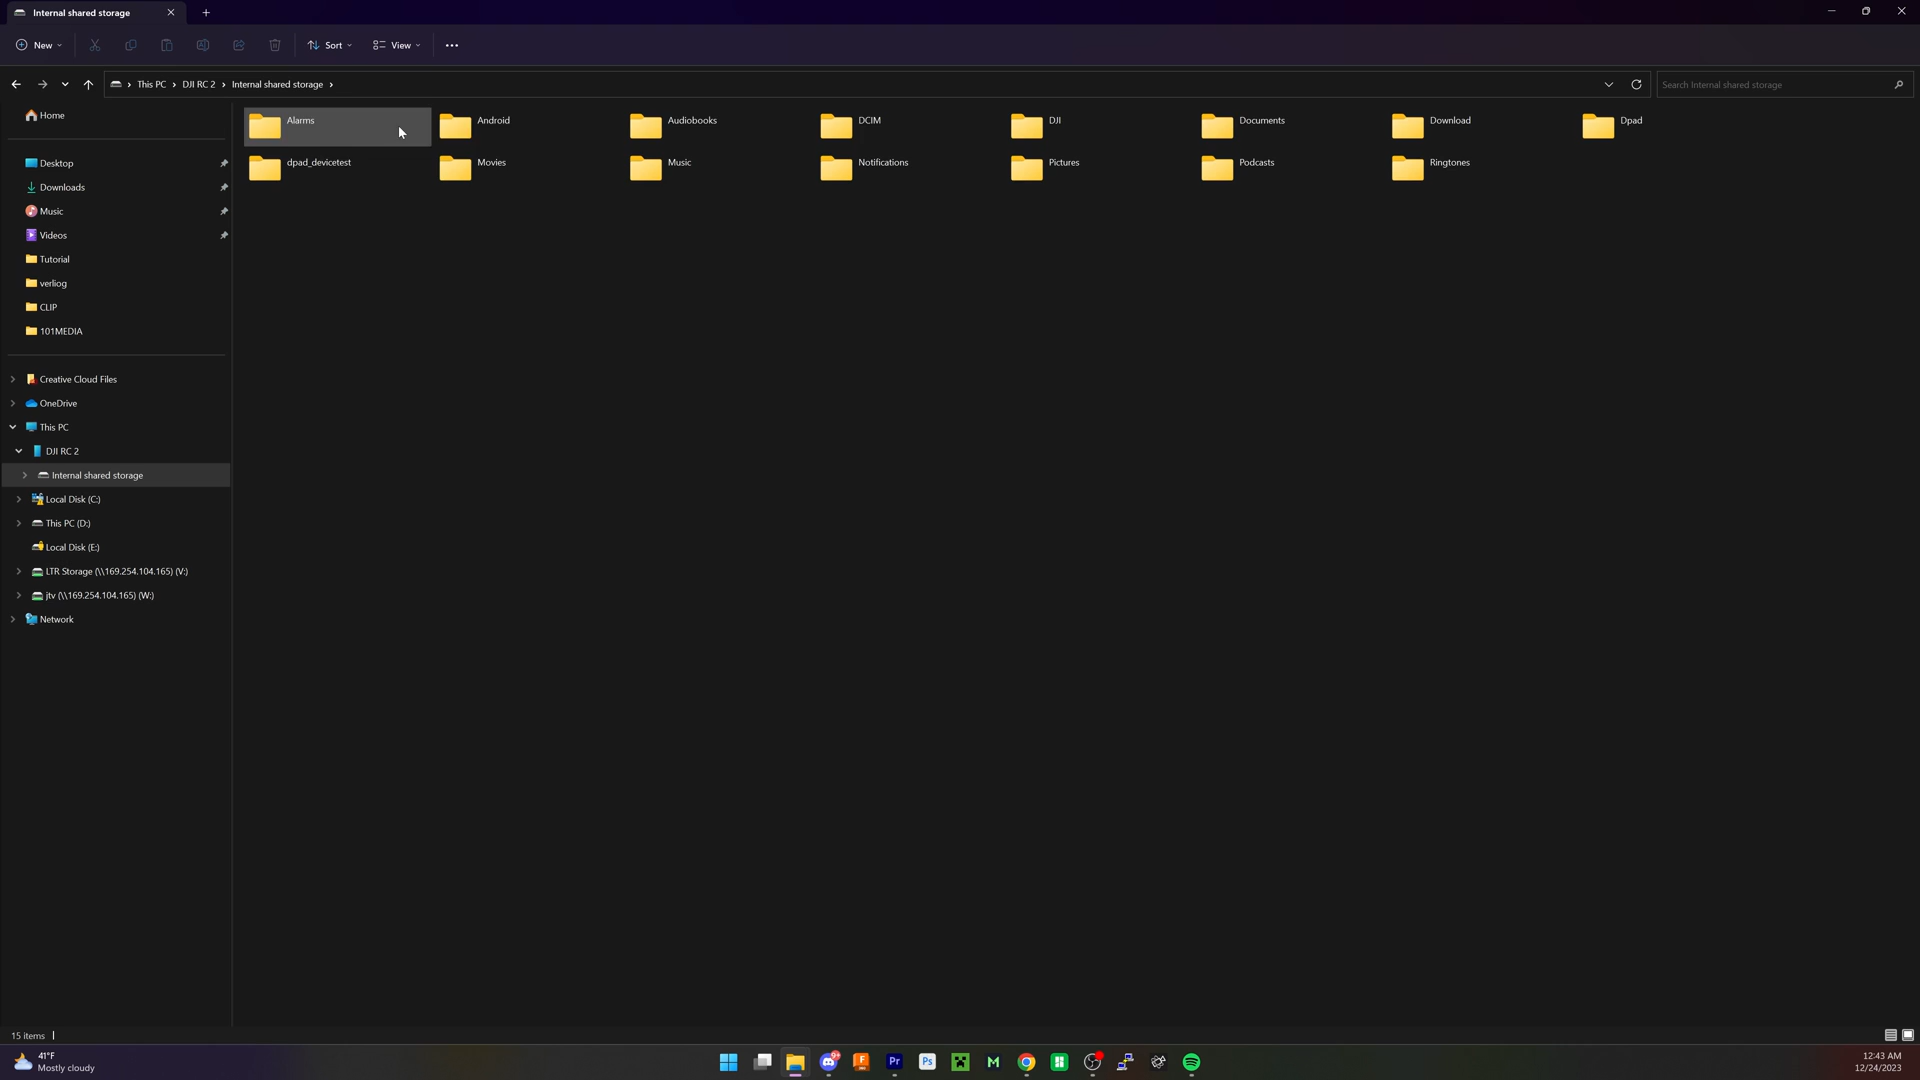 Internal shared storage
New
Sort
View
This PC > DJI RC 2 > Internal shared storage >
Search Internal shared storage
Home
Desktop
Downloads
Music
Videos
Tutorial
verliog
CLIP
101MEDIA
Creative Cloud Files
OneDrive
This PC
DJI RC 2
Internal shared storage
Local Disk (C:)
This PC (D:)
Local Disk (E:)
LTR Storage (\\169.254.104.165) (V:)
jtv (\\169.254.104.165) (W:)
Network
Alarms
Android
Audiobooks
DCIM
DJI
Documents
Download
Dpad
dpad_devicetest
Movies
Music
Notifications
Pictures
Podcasts
Ringtones
15 items
41°F
Mostly cloudy
9+
F
Pr
Ps
M
12:43 AM
12/24/2023